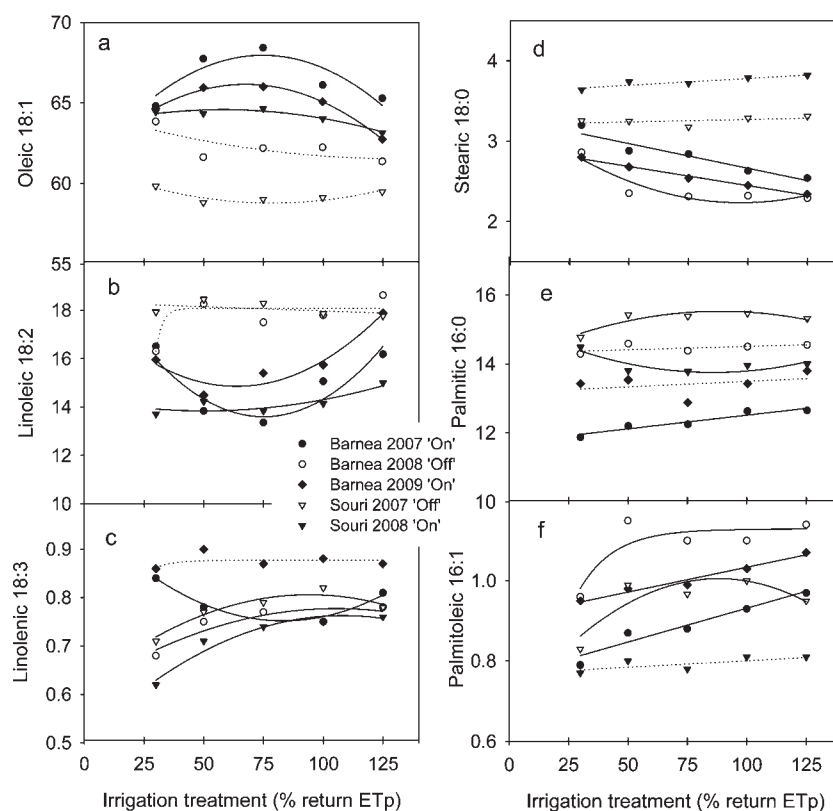 a
70
65
60
55
Oleic 18:1
b
18
16
14
12
10
Linoleic 18:2
Barnea 2007 'On'
Barnea 2008 'Off'
Barnea 2009 'On'
Souri 2007 'Off'
Souri 2008 'On'
c
0.9
0.8
0.7
0.6
0.5
Linolenic 18:3
0 25 50 75 100 125
Irrigation treatment (% return ETp)
d
4
3
2
Stearic 18:0
e
16
14
12
10
Palmitic 16:0
f
1.0
0.8
0.6
Palmitoleic 16:1
0 25 50 75 100 125
Irrigation treatment (% return ETp)